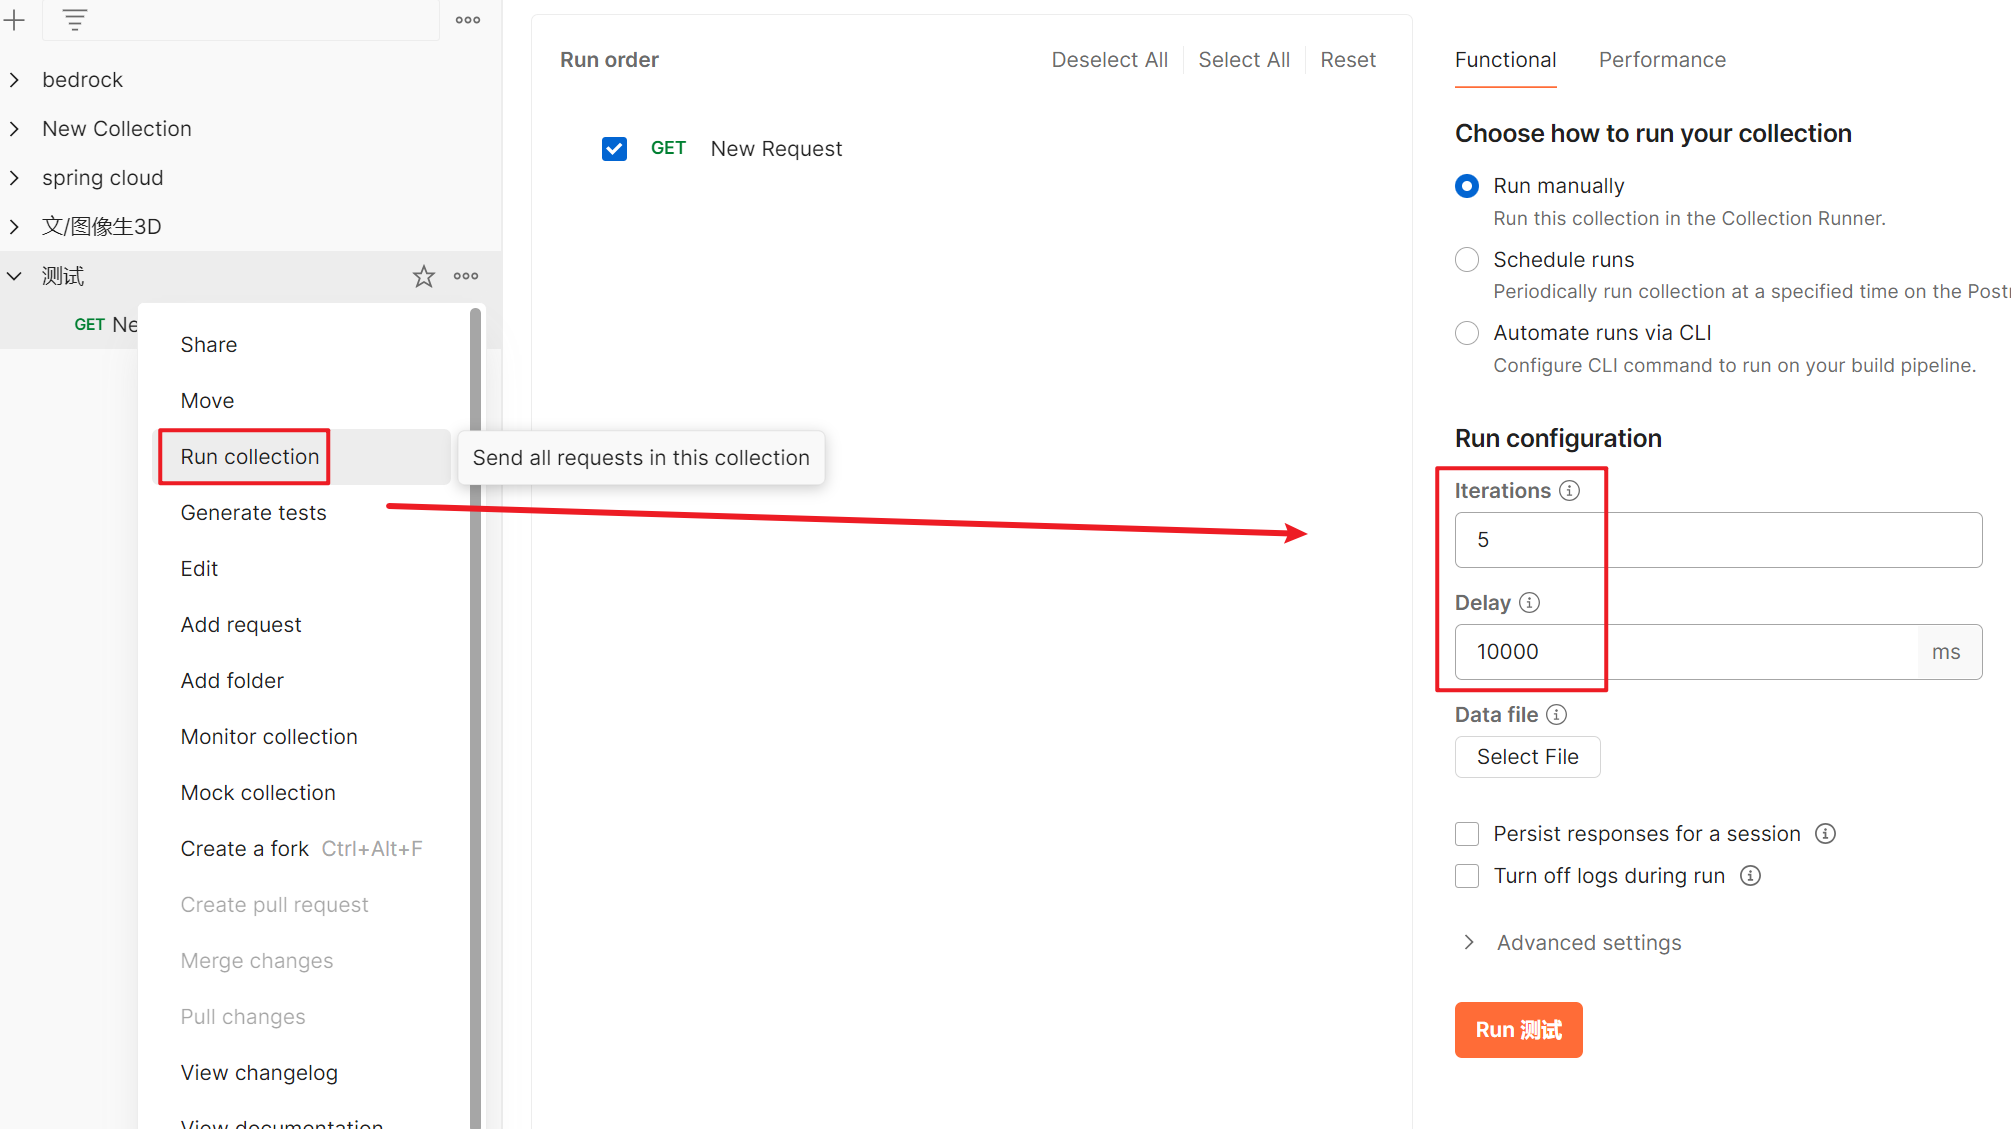 bedrock
New Collection
spring cloud
文/图像生3D
测试
GET Ne
Share
Move
Run collection
Send all requests in this collection
Generate tests
Edit
Add request
Add folder
Monitor collection
Mock collection
Create a fork Ctrl+Alt+F
Create pull request
Merge changes
Pull changes
View changelog
View documentation
Run order
Deselect All
Select All
Reset
GET New Request
Functional
Performance
Choose how to run your collection
Run manually
Run this collection in the Collection Runner.
Schedule runs
Periodically run collection at a specified time on the Post
Automate runs via CLI
Configure CLI command to run on your build pipeline.
Run configuration
Iterations
5
Delay
10000 ms
Data file
Select File
Persist responses for a session
Turn off logs during run
Advanced settings
Run 测试